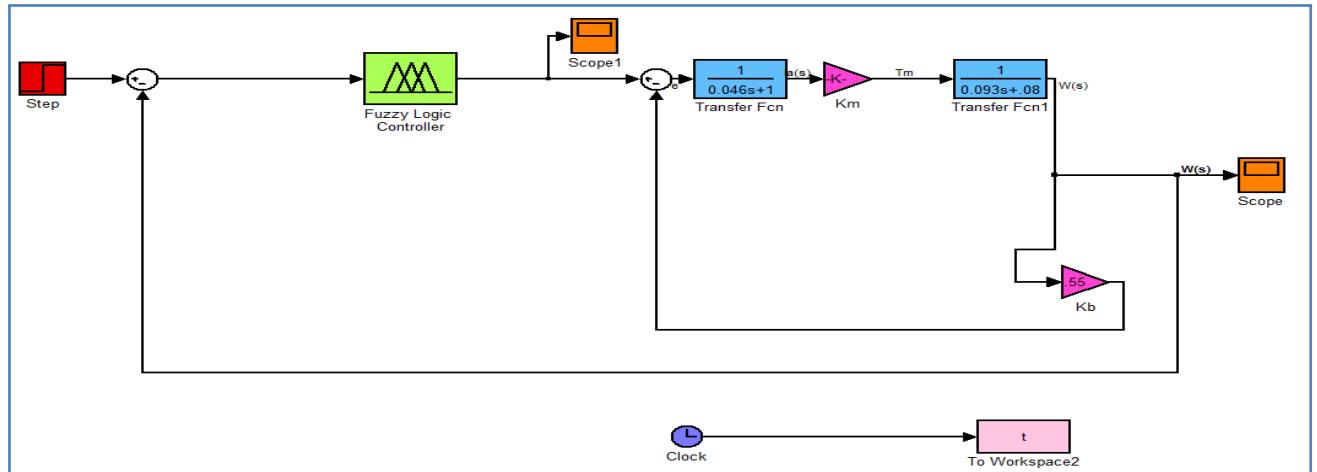 Scope1
Step
Fuzzy Logic
Controller
e
1
0.046s+1
Transfer Fcn
a(s)
-K-
Km
Tm
1
0.093s+.08
Transfer Fcn1
W(s)
W(s)
Scope
.55
Kb
Clock
t
To Workspace2